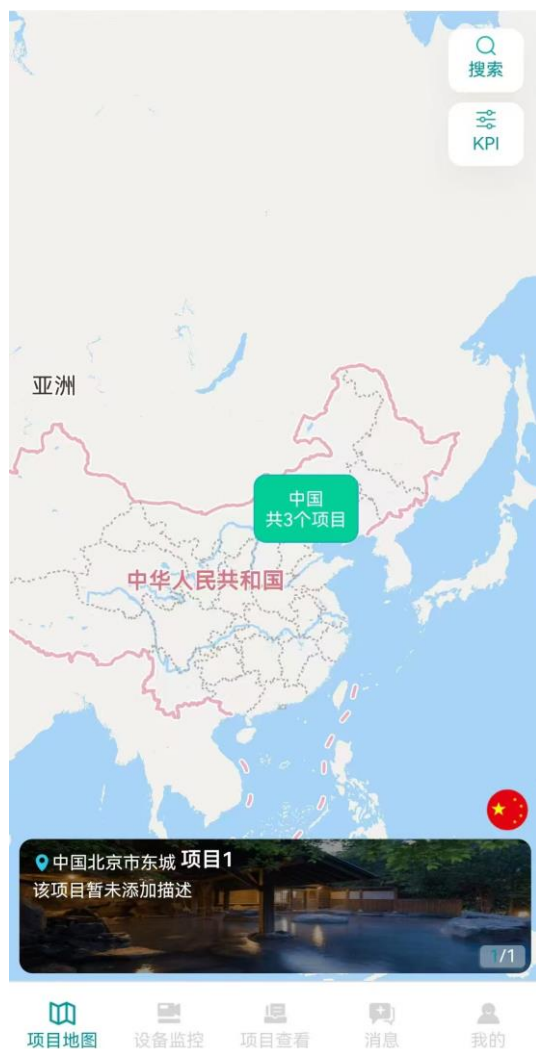 搜索
KPI
亚洲
中国
共3个项目
中华人民共和国
中国北京市东城 项目1
该项目暂未添加描述
1/1
项目地图
设备监控
项目查看
消息
我的